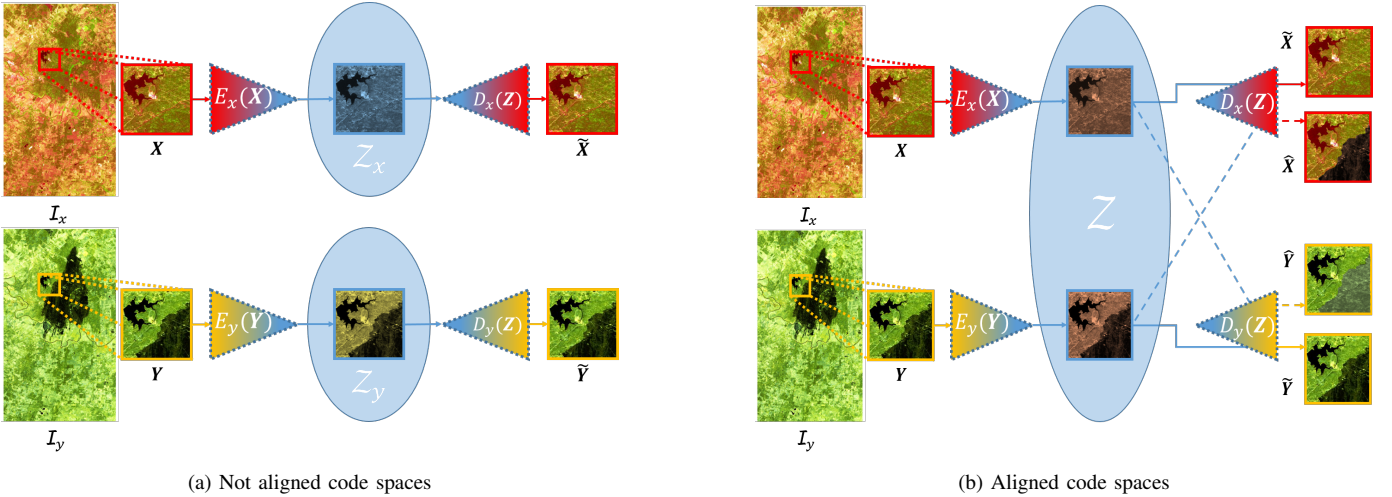 E_x(X)
D_x(Z)
X
X̃
Z_x
I_x
E_y(Y)
D_y(Z)
Y
Ỹ
Z_y
I_y
(a) Not aligned code spaces
X̃
E_x(X)
D_x(Z)
X
X̂
I_x
Z
Ŷ
E_y(Y)
D_y(Z)
Y
Ỹ
I_y
(b) Aligned code spaces